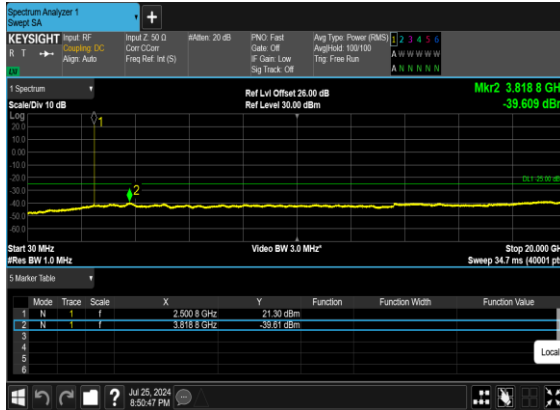 Spectrum Analyzer 1
Swept SA
+
KEYSIGHT Input: RF Input Z: 50 Ω #Atten: 20 dB PNO: Fast Avg Type: Power (RMS) 1 2 3 4 5 6
R T Coupling: DC Corr CCorr Gate: Off Avg|Hold: 100/100 A W W W W W
Align: Auto Freq Ref: Int (S) IF Gain: Low Trig: Free Run
LXI Sig Track: Off A N N N N N
1 Spectrum Ref Lvl Offset 26.00 dB Mkr2 3.818 8 GH
Scale/Div 10 dB Ref Level 30.00 dBm -39.609 dBr
Log
1
20.0
10.0
0.00
-10.0
-20.0
DL1 -25.00 dB
-30.0
2
-40.0
-50.0
-60.0
Start 30 MHz Video BW 3.0 MHz* Stop 20.000 GH
#Res BW 1.0 MHz Sweep 34.7 ms (40001 pt
5 Marker Table
Mode Trace Scale X Y Function Function Width Function Value
1 N 1 f 2.500 8 GHz 21.30 dBm
2 N 1 f 3.818 8 GHz -39.61 dBm
3
4
5
6
Local
? Jul 25, 2024
8:50:47 PM